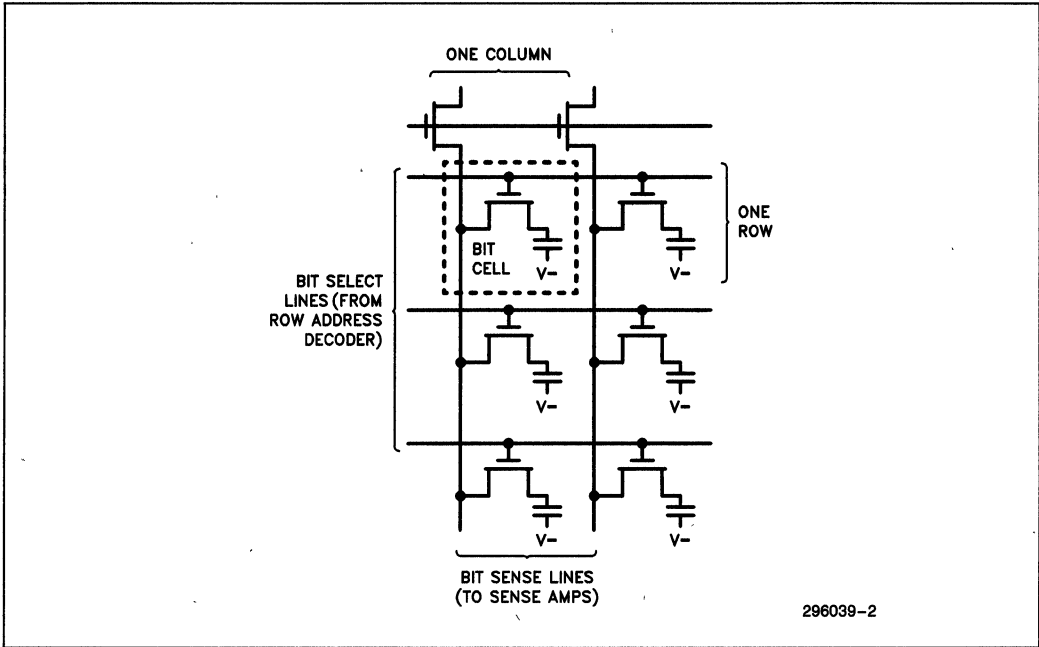 ONE COLUMN
ONE
ROW
BIT
CELL
V-
V-
BIT SELECT
LINES (FROM
ROW ADDRESS
DECODER)
V-
V-
V-
V-
BIT SENSE LINES
(TO SENSE AMPS)
296039-2